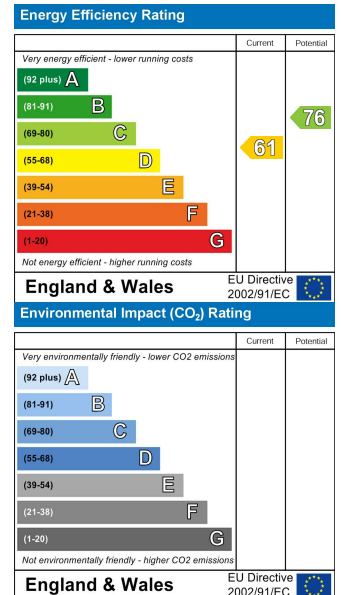 Energy Efficiency Rating
Current Potential
Very energy efficient - lower running costs
(92 plus) A
(81-91) B
(69-80) C
(55-68) D
(39-54) E
(21-38) F
(1-20) G
61
76
Not energy efficient - higher running costs
England & Wales
EU Directive
2002/91/EC
Environmental Impact (CO₂) Rating
Current Potential
Very environmentally friendly - lower CO2 emissions
(92 plus) A
(81-91) B
(69-80) C
(55-68) D
(39-54) E
(21-38) F
(1-20) G
Not environmentally friendly - higher CO2 emissions
England & Wales
EU Directive
2002/91/EC